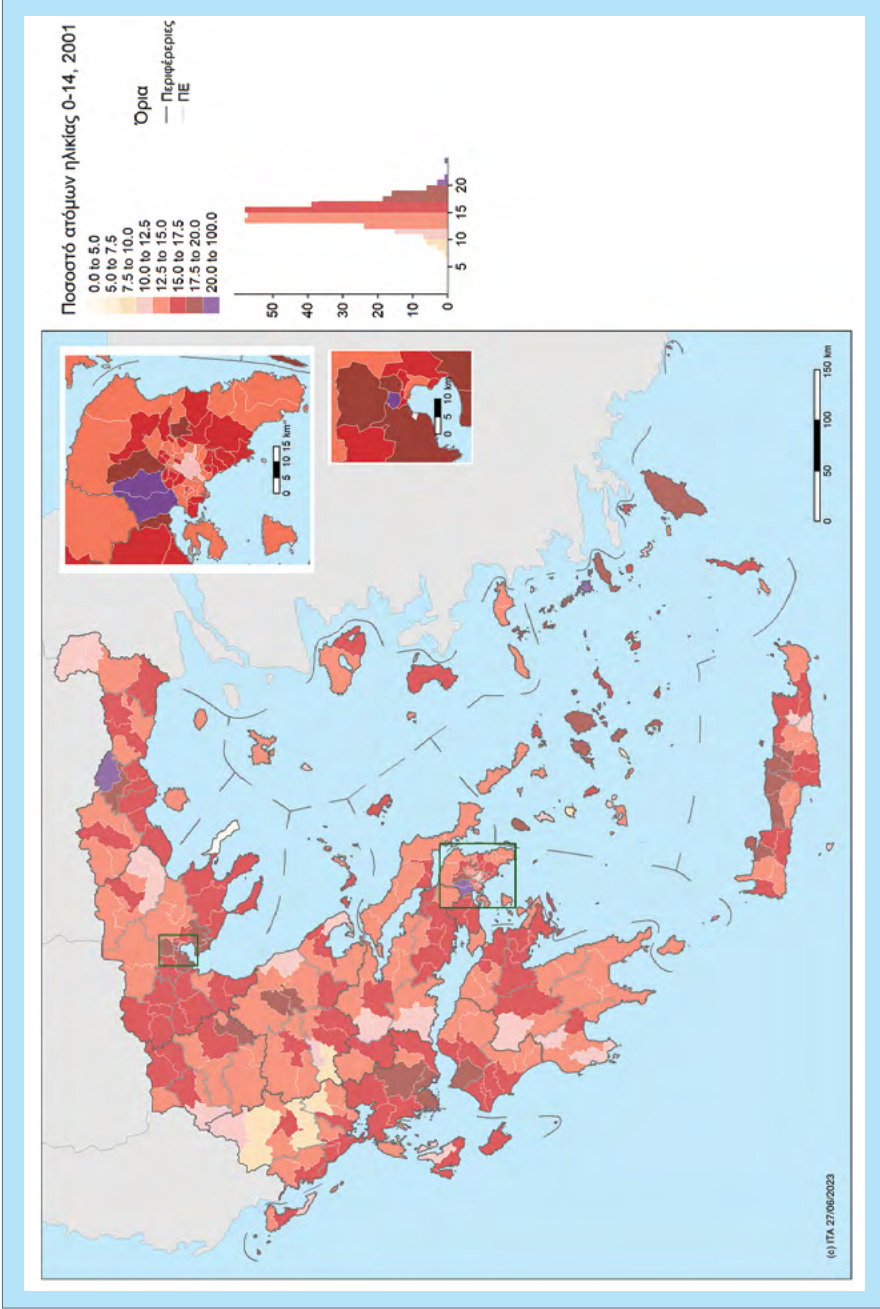 Ποσοστό ατόμων ηλικίας 0-14, 2001
0.0 to 5.0
5.0 to 7.5
7.5 to 10.0
10.0 to 12.5
12.5 to 15.0
15.0 to 17.5
17.5 to 20.0
20.0 to 100.0
Όρια
Περιφέρεριες
ΠΕ
50
40
30
20
10
0
5
10
15
20
0 5 10 15 km
0 5 10 km
0
50
100
150 km
(c) ΙΤΑ 27/06/2023